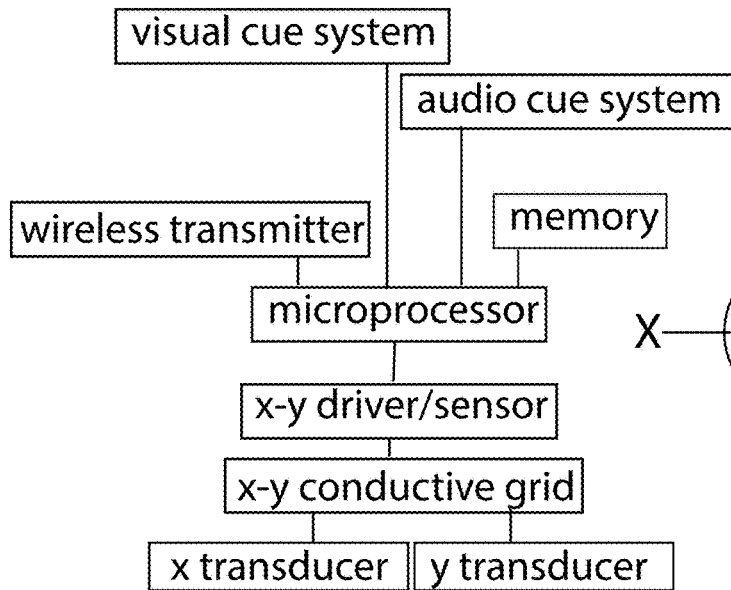 visual cue system
audio cue system
wireless transmitter
memory
microprocessor
X
x-y driver/sensor
x-y conductive grid
x transducer
y transducer